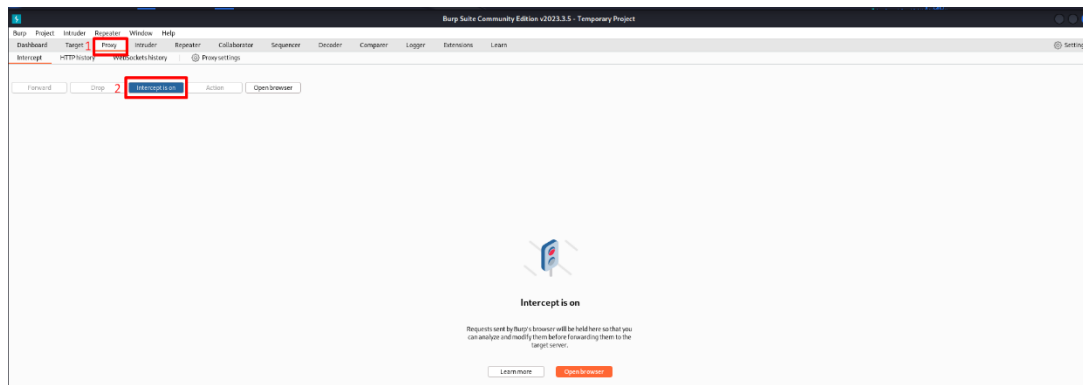 Burp Suite Community Edition v2023.3.5 - Temporary Project
Burp Project Intruder Repeater Window Help
Dashboard Target 1 Proxy Intruder Repeater Collaborator Sequencer Decoder Comparer Logger Extensions Learn Setting
Intercept HTTP history WebSockets history Proxy settings
Forward Drop 2 Intercept is on Action Open browser
Intercept is on
Requests sent by Burp's browser will be held here so that you
can analyze and modify them before forwarding them to the
target server.
Learn more Open browser